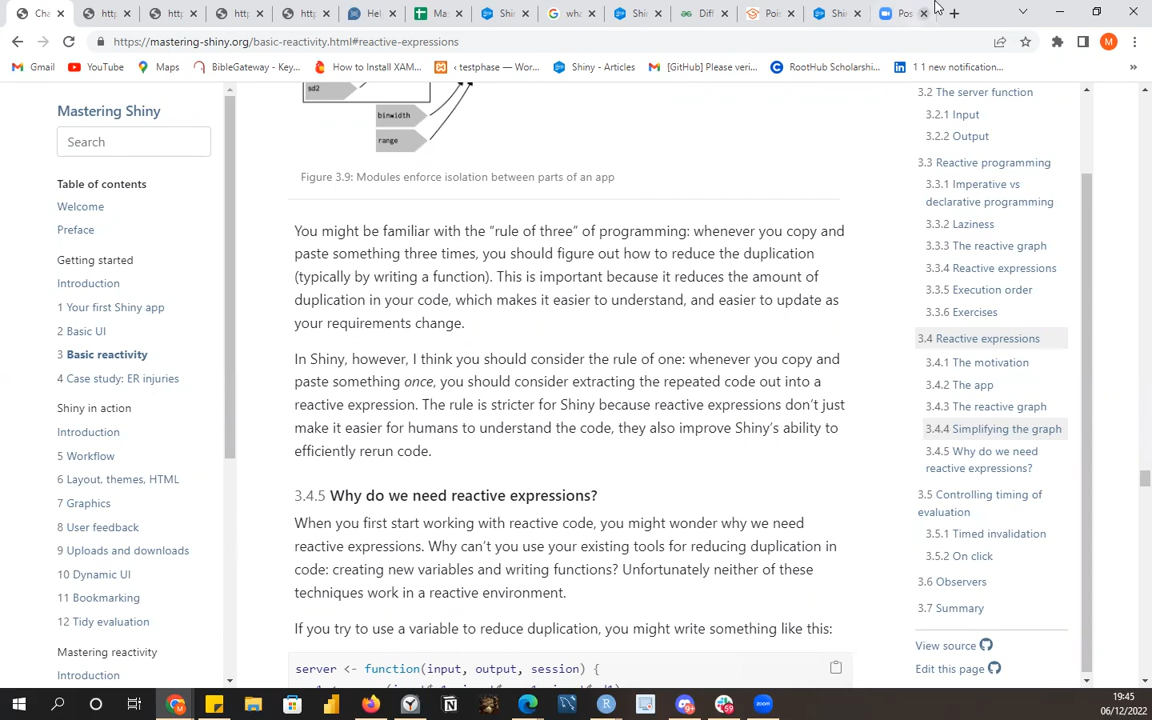 Cha
http
http
http
http
Hel
Mas
Shin
wha
Shin
Diff
Pois
Shin
Pos
https://mastering-shiny.org/basic-reactivity.html#reactive-expressions
M
Gmail
YouTube
Maps
BibleGateway - Key...
How to Install XAM...
‹ testphase — Wor...
Shiny - Articles
[GitHub] Please veri...
RootHub Scholarshi...
1 1 new notification...
»
Mastering Shiny
Search
Table of contents
Welcome
Preface
Getting started
Introduction
1 Your first Shiny app
2 Basic UI
3 Basic reactivity
4 Case study: ER injuries
Shiny in action
Introduction
5 Workflow
6 Layout, themes, HTML
7 Graphics
8 User feedback
9 Uploads and downloads
10 Dynamic UI
11 Bookmarking
12 Tidy evaluation
Mastering reactivity
Introduction
sd2
binwidth
range
Figure 3.9: Modules enforce isolation between parts of an app
You might be familiar with the “rule of three” of programming: whenever you copy and
paste something three times, you should figure out how to reduce the duplication
(typically by writing a function). This is important because it reduces the amount of
duplication in your code, which makes it easier to understand, and easier to update as
your requirements change.
In Shiny, however, I think you should consider the rule of one: whenever you copy and
paste something once, you should consider extracting the repeated code out into a
reactive expression. The rule is stricter for Shiny because reactive expressions don’t just
make it easier for humans to understand the code, they also improve Shiny’s ability to
efficiently rerun code.
3.4.5 Why do we need reactive expressions?
When you first start working with reactive code, you might wonder why we need
reactive expressions. Why can’t you use your existing tools for reducing duplication in
code: creating new variables and writing functions? Unfortunately neither of these
techniques work in a reactive environment.
If you try to use a variable to reduce duplication, you might write something like this:
server <- function(input, output, session) {
3.2 The server function
3.2.1 Input
3.2.2 Output
3.3 Reactive programming
3.3.1 Imperative vs
declarative programming
3.3.2 Laziness
3.3.3 The reactive graph
3.3.4 Reactive expressions
3.3.5 Execution order
3.3.6 Exercises
3.4 Reactive expressions
3.4.1 The motivation
3.4.2 The app
3.4.3 The reactive graph
3.4.4 Simplifying the graph
3.4.5 Why do we need
reactive expressions?
3.5 Controlling timing of
evaluation
3.5.1 Timed invalidation
3.5.2 On click
3.6 Observers
3.7 Summary
View source
Edit this page
19:45
06/12/2022